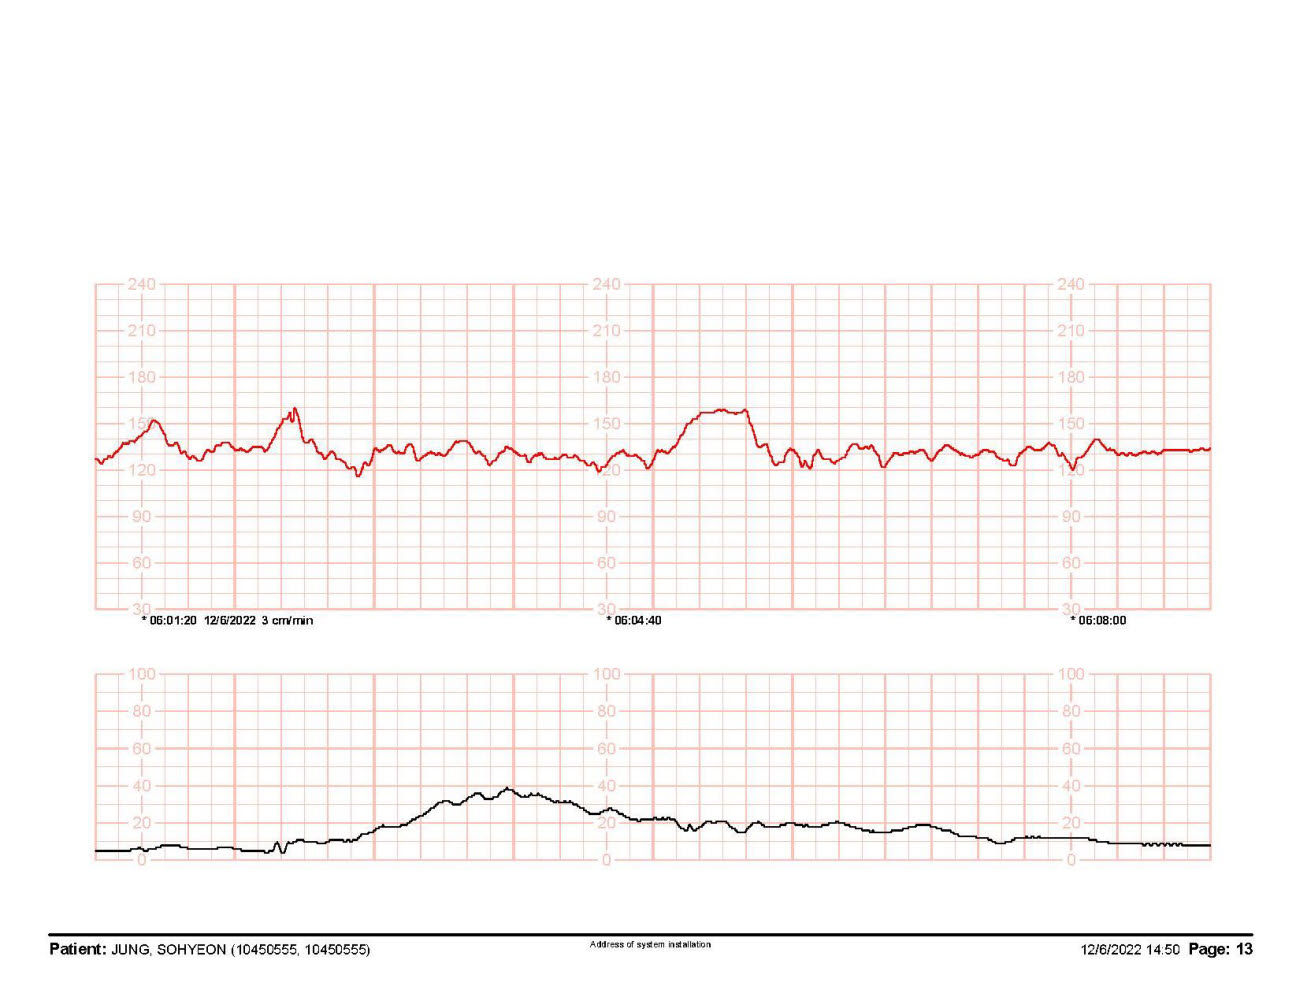 240 240 240
210 210 210
180 180 180
150 150 150
120 120 120
90 90 90
60 60 60
30 30 30
* 06:01:20 12/6/2022 3 cm/min * 06:04:40 * 06:08:00
100 100 100
80 80 80
60 60 60
40 40 40
20 20 20
0 0 0
Patient: JUNG, SOHYEON (10450555, 10450555) Address of system installation 12/6/2022 14:50 Page: 13